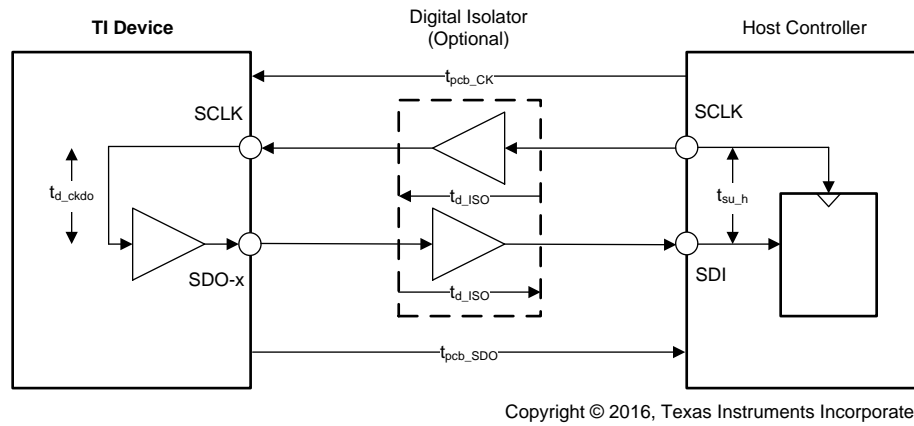 TI Device
Digital Isolator
(Optional)
Host Controller
tpcb_CK
SCLK
SCLK
td_ckdo
td_ISO
tsu_h
SDO-x
SDI
td_ISO
tpcb_SDO
Copyright © 2016, Texas Instruments Incorporate